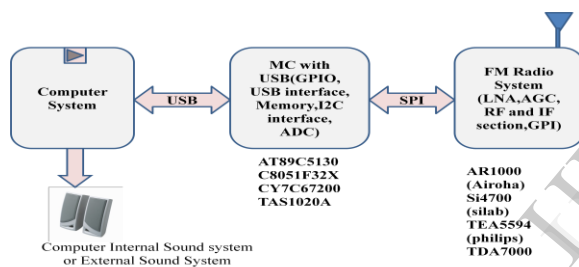 Computer
System
USB
MC with
USB(GPIO,
USB interface,
Memory,I2C
interface,
ADC)
SPI
FM Radio
System
(LNA,AGC,
RF and IF
section,GPI)
AT89C5130
C8051F32X
CY7C67200
TAS1020A
AR1000
(Airoha)
Si4700
(silab)
TEA5594
(philips)
TDA7000
Computer Internal Sound system
or External Sound System